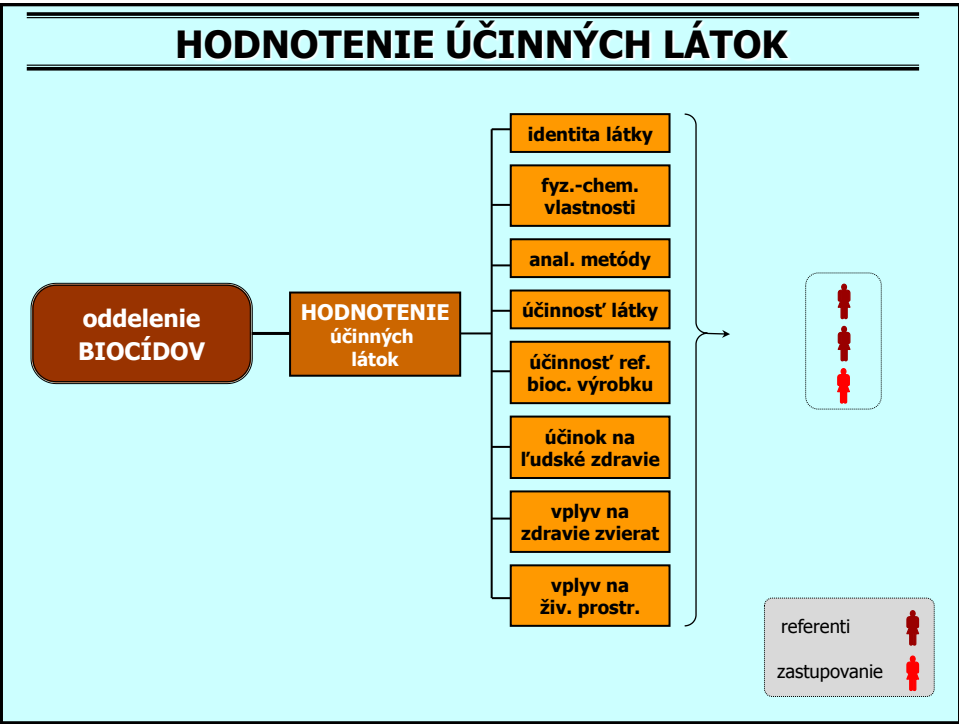 HODNOTENIE ÚČINNÝCH LÁTOK
oddelenie
BIOCÍDOV
HODNOTENIE
účinných
látok
identita látky
fyz.-chem.
vlastnosti
anal. metódy
účinnosť látky
účinnosť ref.
bioc. výrobku
účinok na
ľudské zdravie
vplyv na
zdravie zvierat
vplyv na
živ. prostr.
referenti
zastupovanie